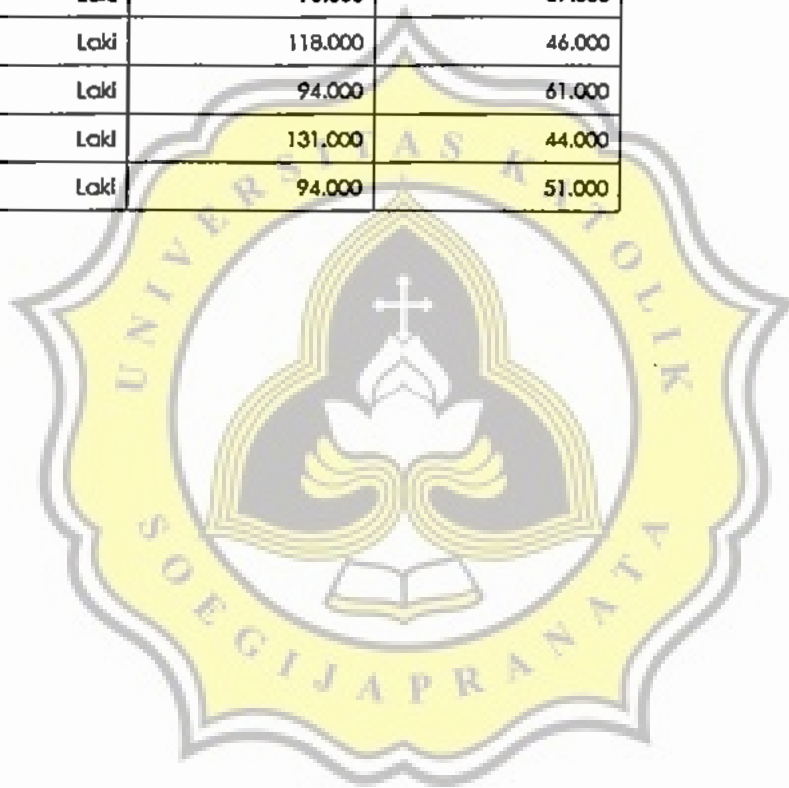 Laki 118.000 46.000
Laki 94.000 61.000
Laki 131.000 44.000
Laki 94.000 51.000
UNIVERSITAS KATOLIK
SOEGIJAPRANATA